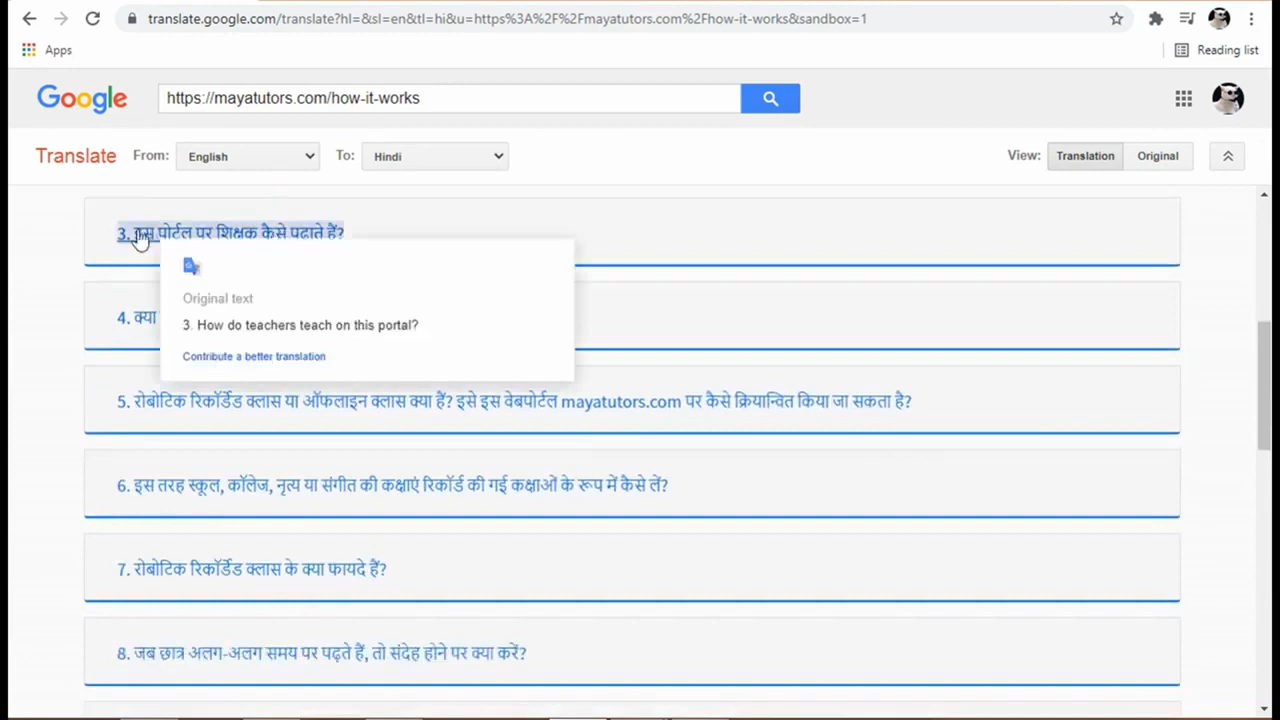 translate.google.com/translate?hl=&sl=en&tl=hi&u=https%3A%2F%2Fmayatutors.com%2Fhow-it-works&sandbox=1
Apps
Reading list
Google
https://mayatutors.com/how-it-works
Translate From: English To: Hindi View: Translation Original
3. इस पोर्टल पर शिक्षक कैसे पढ़ाते हैं?
Original text
3. How do teachers teach on this portal?
Contribute a better translation
4. क्या
5. रोबोटिक रिकॉर्डेड क्लास या ऑफलाइन क्लास क्या हैं? इसे इस वेबपोर्टल mayatutors.com पर कैसे क्रियान्वित किया जा सकता है?
6. इस तरह स्कूल, कॉलेज, नृत्य या संगीत की कक्षाएं रिकॉर्ड की गई कक्षाओं के रूप में कैसे लें?
7. रोबोटिक रिकॉर्डेड क्लास के क्या फायदे हैं?
8. जब छात्र अलग-अलग समय पर पढ़ते हैं, तो संदेह होने पर क्या करें?